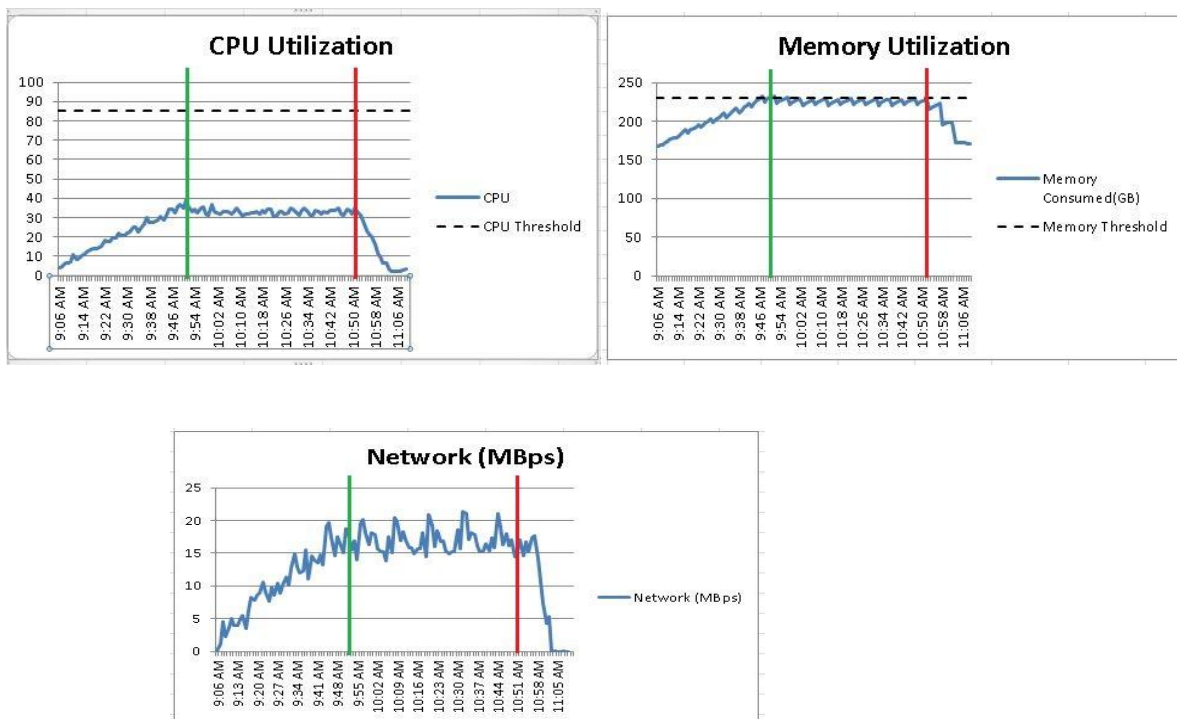 CPU Utilization
100
90
80
70
60
50
40
30
20
10
0
CPU
CPU Threshold
9:06 AM
9:14 AM
9:22 AM
9:30 AM
9:38 AM
9:46 AM
9:54 AM
10:02 AM
10:10 AM
10:18 AM
10:26 AM
10:34 AM
10:42 AM
10:50 AM
10:58 AM
11:06 AM
Memory Utilization
250
200
150
100
50
0
Memory
Consumed(GB)
Memory Threshold
9:06 AM
9:14 AM
9:22 AM
9:30 AM
9:38 AM
9:46 AM
9:54 AM
10:02 AM
10:10 AM
10:18 AM
10:26 AM
10:34 AM
10:42 AM
10:50 AM
10:58 AM
11:06 AM
Network (MBps)
25
20
15
10
5
0
Network (MBps)
9:06 AM
9:13 AM
9:20 AM
9:27 AM
9:34 AM
9:41 AM
9:48 AM
9:55 AM
10:02 AM
10:09 AM
10:16 AM
10:23 AM
10:30 AM
10:37 AM
10:44 AM
10:51 AM
10:58 AM
11:05 AM